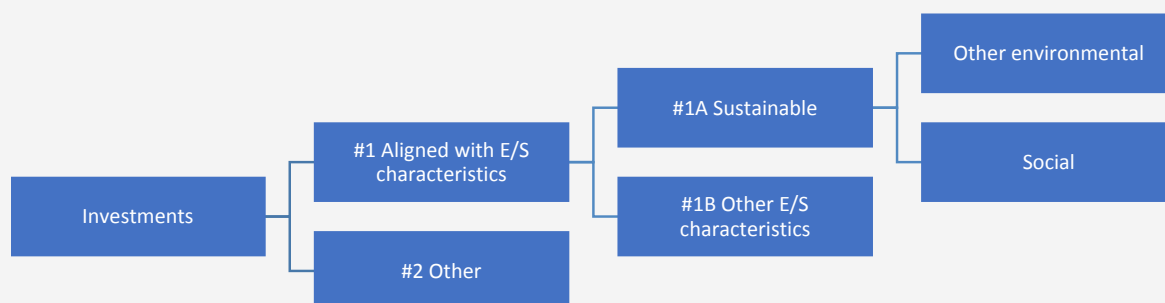 Investments
#1 Aligned with E/S
characteristics
#2 Other
#1A Sustainable
#1B Other E/S
characteristics
Other environmental
Social